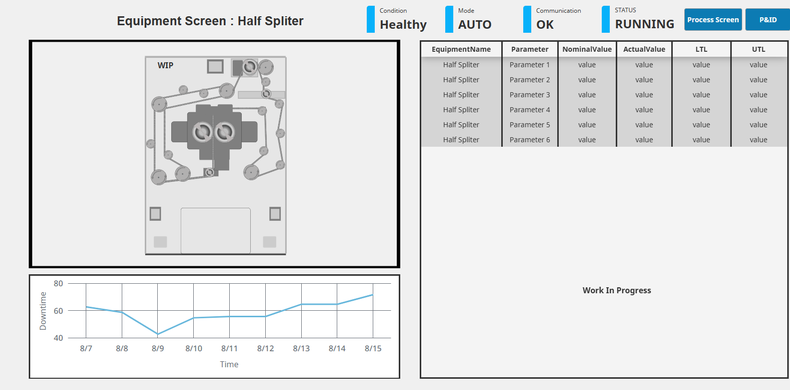 Equipment Screen : Half Spliter
Condition
Healthy
Mode
AUTO
Communication
OK
STATUS
RUNNING
Process Screen
P&ID
WIP
EquipmentName Parameter NominalValue ActualValue LTL UTL
Half Spliter Parameter 1 value value value value
Half Spliter Parameter 2 value value value value
Half Spliter Parameter 3 value value value value
Half Spliter Parameter 4 value value value value
Half Spliter Parameter 5 value value value value
Half Spliter Parameter 6 value value value value
Work In Progress
Downtime
80
60
40
8/7 8/8 8/9 8/10 8/11 8/12 8/13 8/14 8/15
Time